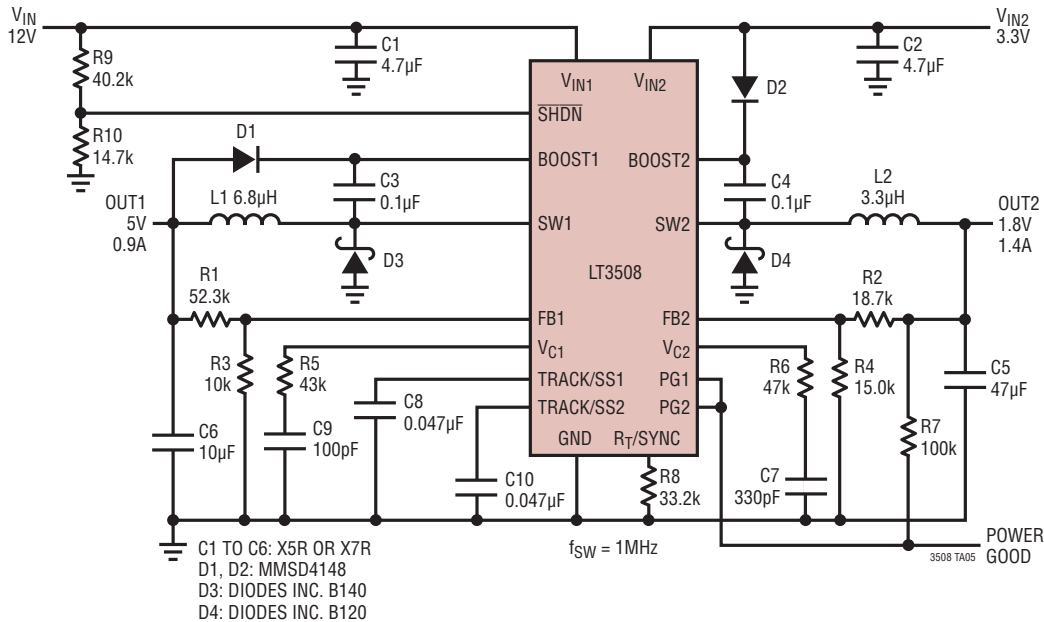 VIN
12V
VIN2
3.3V
R9
40.2k
C1
4.7µF
C2
4.7µF
VIN1
VIN2
D2
SHDN
R10
14.7k
D1
BOOST1
BOOST2
C3
0.1µF
C4
0.1µF
L2
3.3µH
OUT1
5V
0.9A
L1 6.8µH
SW1
SW2
OUT2
1.8V
1.4A
D3
D4
LT3508
R1
52.3k
R2
18.7k
FB1
FB2
VC1
VC2
R3
10k
R5
43k
R6
47k
R4
15.0k
C5
47µF
TRACK/SS1
PG1
C8
0.047µF
TRACK/SS2
PG2
C6
10µF
C9
100pF
GND
RT/SYNC
R7
100k
C10
0.047µF
R8
33.2k
C7
330pF
fSW = 1MHz
POWER
GOOD
3508 TA05
C1 TO C6: X5R OR X7R
D1, D2: MMSD4148
D3: DIODES INC. B140
D4: DIODES INC. B120